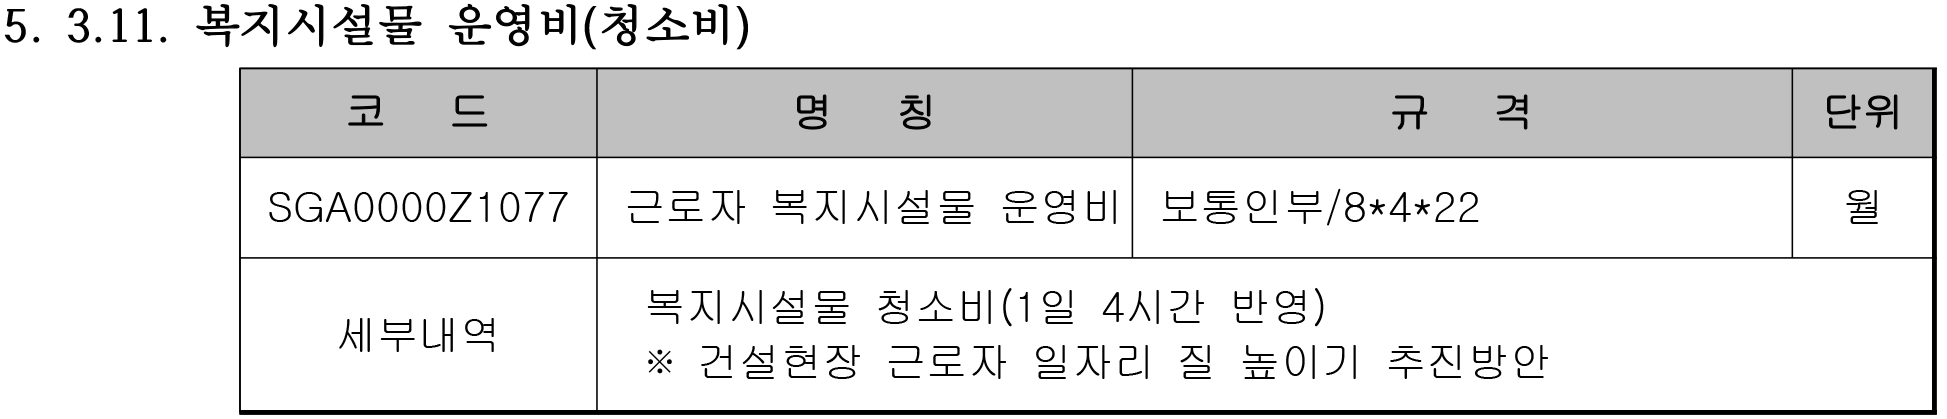 5. 3.11. 복지시설물 운영비(청소비)
코 드 명 칭 규 격 단위
SGA0000Z1077 근로자 복지시설물 운영비 보통인부/8*4*22 월
세부내역
복지시설물 청소비(1일 4시간 반영)
※ 건설현장 근로자 일자리 질 높이기 추진방안